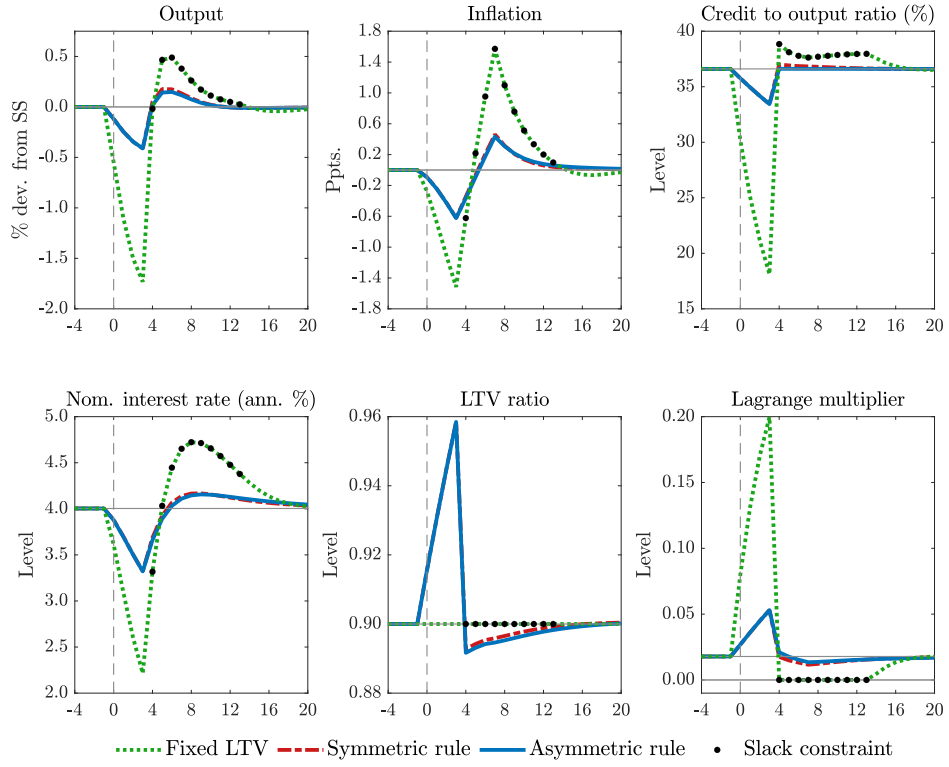 Output
Inflation
Credit to output ratio (%)
% dev. from SS
0.5
0.0
-0.5
-1.0
-1.5
-2.0
-4 0 4 8 12 16 20
Ppts.
1.8
1.4
1.0
0.6
0.2
-0.2
-0.6
-1.0
-1.4
-1.8
-4 0 4 8 12 16 20
Level
40
35
30
25
20
15
-4 0 4 8 12 16 20
Nom. interest rate (ann. %)
LTV ratio
Lagrange multiplier
Level
5.0
4.5
4.0
3.5
3.0
2.5
2.0
-4 0 4 8 12 16 20
Level
0.96
0.94
0.92
0.90
0.88
-4 0 4 8 12 16 20
Level
0.20
0.15
0.10
0.05
0.00
-4 0 4 8 12 16 20
Fixed LTV Symmetric rule Asymmetric rule Slack constraint